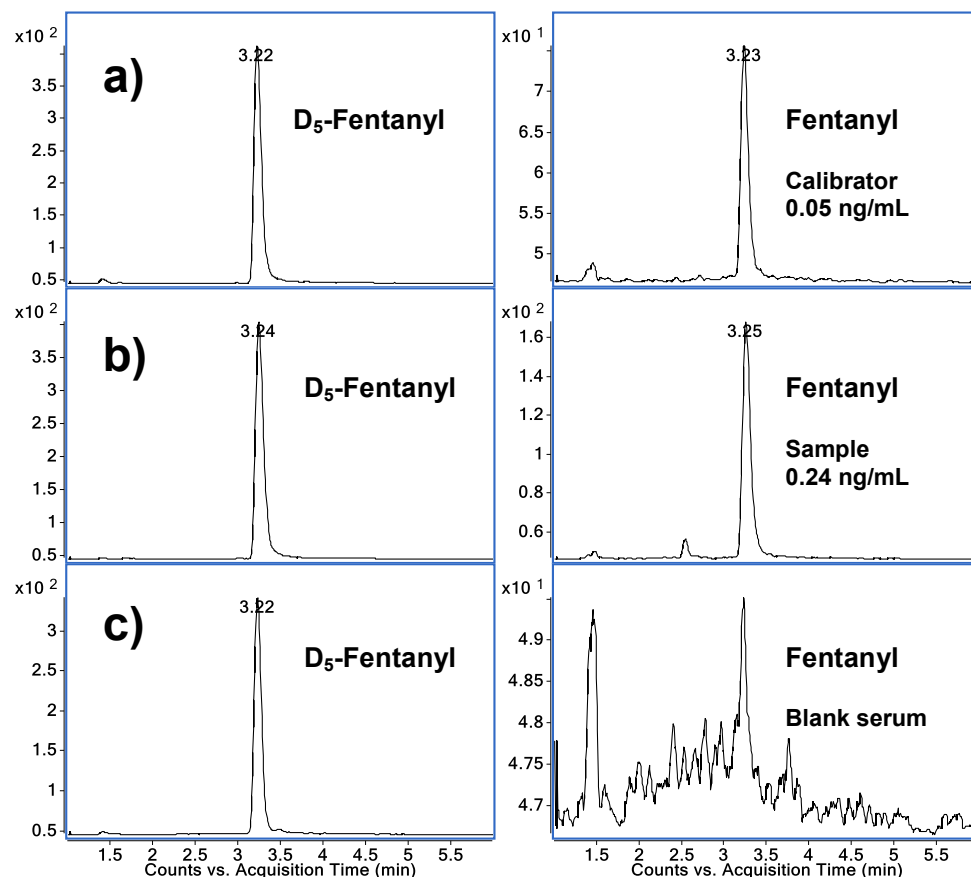 x10 2
a)
3.22
D5-Fentanyl
4
3.5
3
2.5
2
1.5
1
0.5
x10 1
3.23
Fentanyl
Calibrator
0.05 ng/mL
7
6.5
6
5.5
5
x10 2
b)
3.24
D5-Fentanyl
3.5
3
2.5
2
1.5
1
0.5
x10 2
3.25
Fentanyl
Sample
0.24 ng/mL
1.6
1.4
1.2
1
0.8
0.6
x10 2
c)
3.22
D5-Fentanyl
3
2.5
2
1.5
1
0.5
1.5 2 2.5 3 3.5 4 4.5 5 5.5
Counts vs. Acquisition Time (min)
x10 1
Fentanyl
Blank serum
4.9
4.85
4.8
4.75
4.7
1.5 2 2.5 3 3.5 4 4.5 5 5.5
Counts vs. Acquisition Time (min)